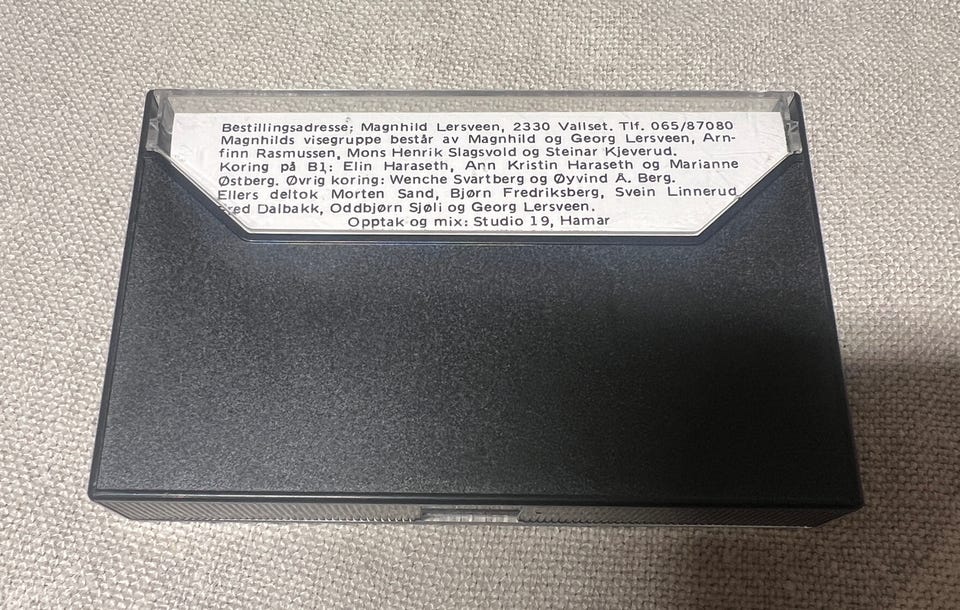 Bestillingsadresse; Magnhild Lersveen, 2330 Vallset. Tlf. 065/87080
Magnhilds visegruppe består av Magnhild og Georg Lersveen, Arn-
finn Rasmussen, Mons Henrik Slagsvold og Steinar Kjeverud.
Koring på B1: Elin Haraseth, Ann Kristin Haraseth og Marianne
Østberg. Øvrig koring: Wenche Svartberg og Øyvind A. Berg.
Ellers deltok Morten Sand, Bjørn Fredriksberg, Svein Linnerud
Dalbakk, Oddbjørn Sjøli og Georg Lersveen.
Opptak og mix: Studio 19, Hamar